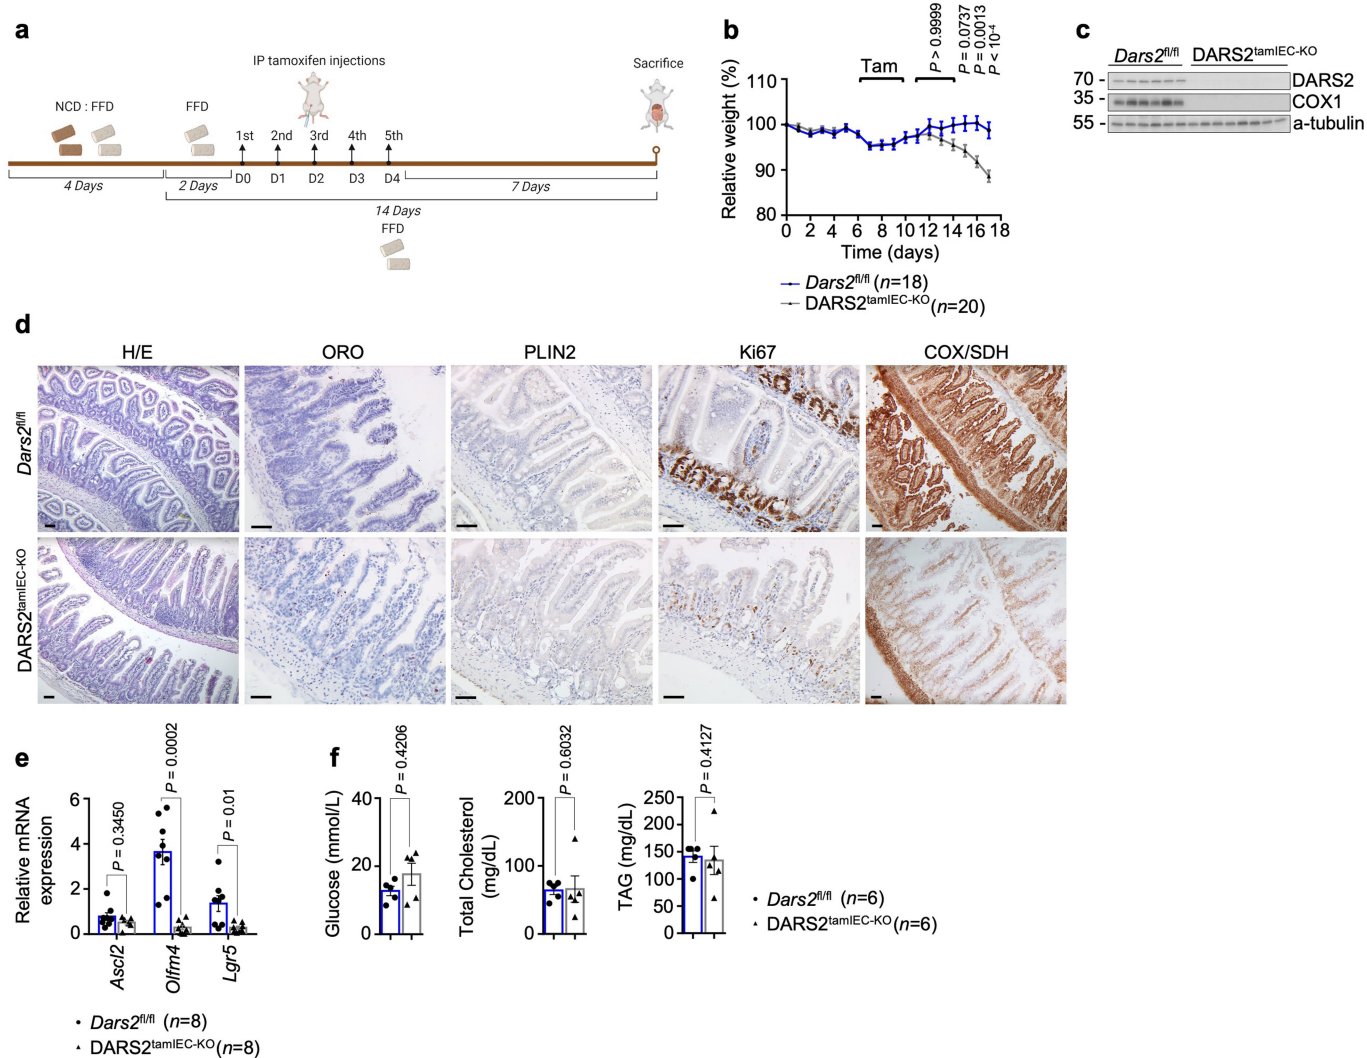 a
IP tamoxifen injections
Sacrifice
NCD : FFD
FFD
1st 2nd 3rd 4th 5th
D0 D1 D2 D3 D4
4 Days
2 Days
7 Days
14 Days
FFD
b
P > 0.9999
P = 0.0737
P = 0.0013
P < 10⁻⁴
Tam
Relative weight (%)
110
100
90
80
0 2 4 6 8 10 12 14 16 18
Time (days)
Dars2fl/fl (n=18)
DARS2tamIEC-KO (n=20)
c
Dars2fl/fl DARS2tamIEC-KO
70 - DARS2
35 - COX1
55 - a-tubulin
d
H/E ORO PLIN2 Ki67 COX/SDH
Dars2fl/fl
DARS2tamIEC-KO
e
Relative mRNA
expression
6
4
2
0
P = 0.3450
P = 0.0002
P = 0.01
Ascl2 Olfm4 Lgr5
Dars2fl/fl (n=8)
DARS2tamIEC-KO (n=8)
f
Glucose (mmol/L)
40
20
0
P = 0.4206
Total Cholesterol
(mg/dL)
200
100
0
P = 0.6032
TAG (mg/dL)
250
200
150
100
50
0
P = 0.4127
Dars2fl/fl (n=6)
DARS2tamIEC-KO (n=6)